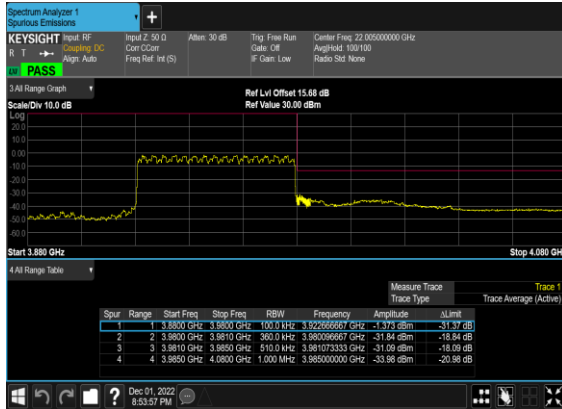 Spectrum Analyzer 1
Spurious Emissions
+
KEYSIGHT Input: RF Input Z: 50 Ω Atten: 30 dB Trig: Free Run Center Freq: 22.005000000 GHz
R T Coupling: DC Corr CCorr Gate: Off Avg|Hold: 100/100
Align: Auto Freq Ref: Int (S) IF Gain: Low Radio Std: None
PASS
3 All Range Graph Ref Lvl Offset 15.68 dB
Scale/Div 10.0 dB Ref Value 30.00 dBm
Log
20.0
10.0
0.00
-10.0
-20.0
-30.0
-40.0
-50.0
-60.0
Start 3.880 GHz Stop 4.080 GHz
4 All Range Table
Measure Trace Trace 1
Trace Type Trace Average (Active)
Spur Range Start Freq Stop Freq RBW Frequency Amplitude ΔLimit
1 1 3.8800 GHz 3.9800 GHz 100.0 kHz 3.922666667 GHz -1.373 dBm -31.37 dB
2 2 3.9800 GHz 3.9810 GHz 360.0 kHz 3.980096667 GHz -31.84 dBm -18.84 dB
3 3 3.9810 GHz 3.9850 GHz 510.0 kHz 3.981073333 GHz -31.09 dBm -18.09 dB
4 4 3.9850 GHz 4.0800 GHz 1.000 MHz 3.985000000 GHz -33.98 dBm -20.98 dB
? Dec 01, 2022
8:53:57 PM